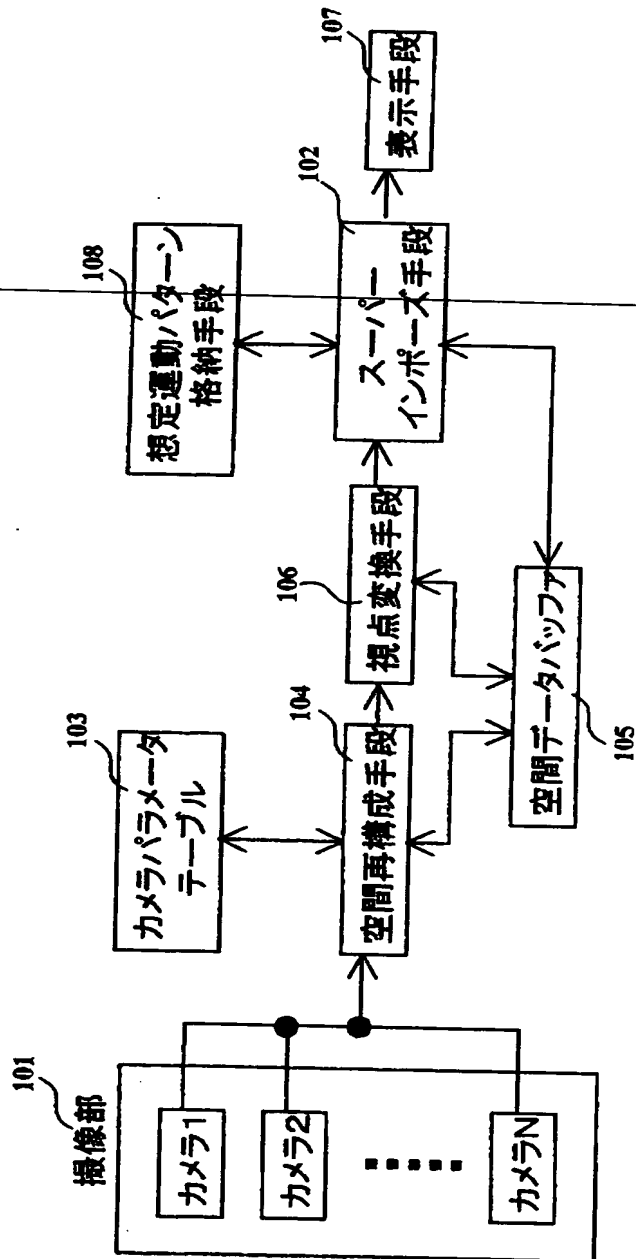 101
撮像部
カメラ1
カメラ2
カメラN
103
カメラパラメータ
テーブル
104
空間再構成手段
106
視点変換手段
105
空間データバッファ
108
想定運動パターン
格納手段
102
スーパー
インポーズ手段
107
表示手段